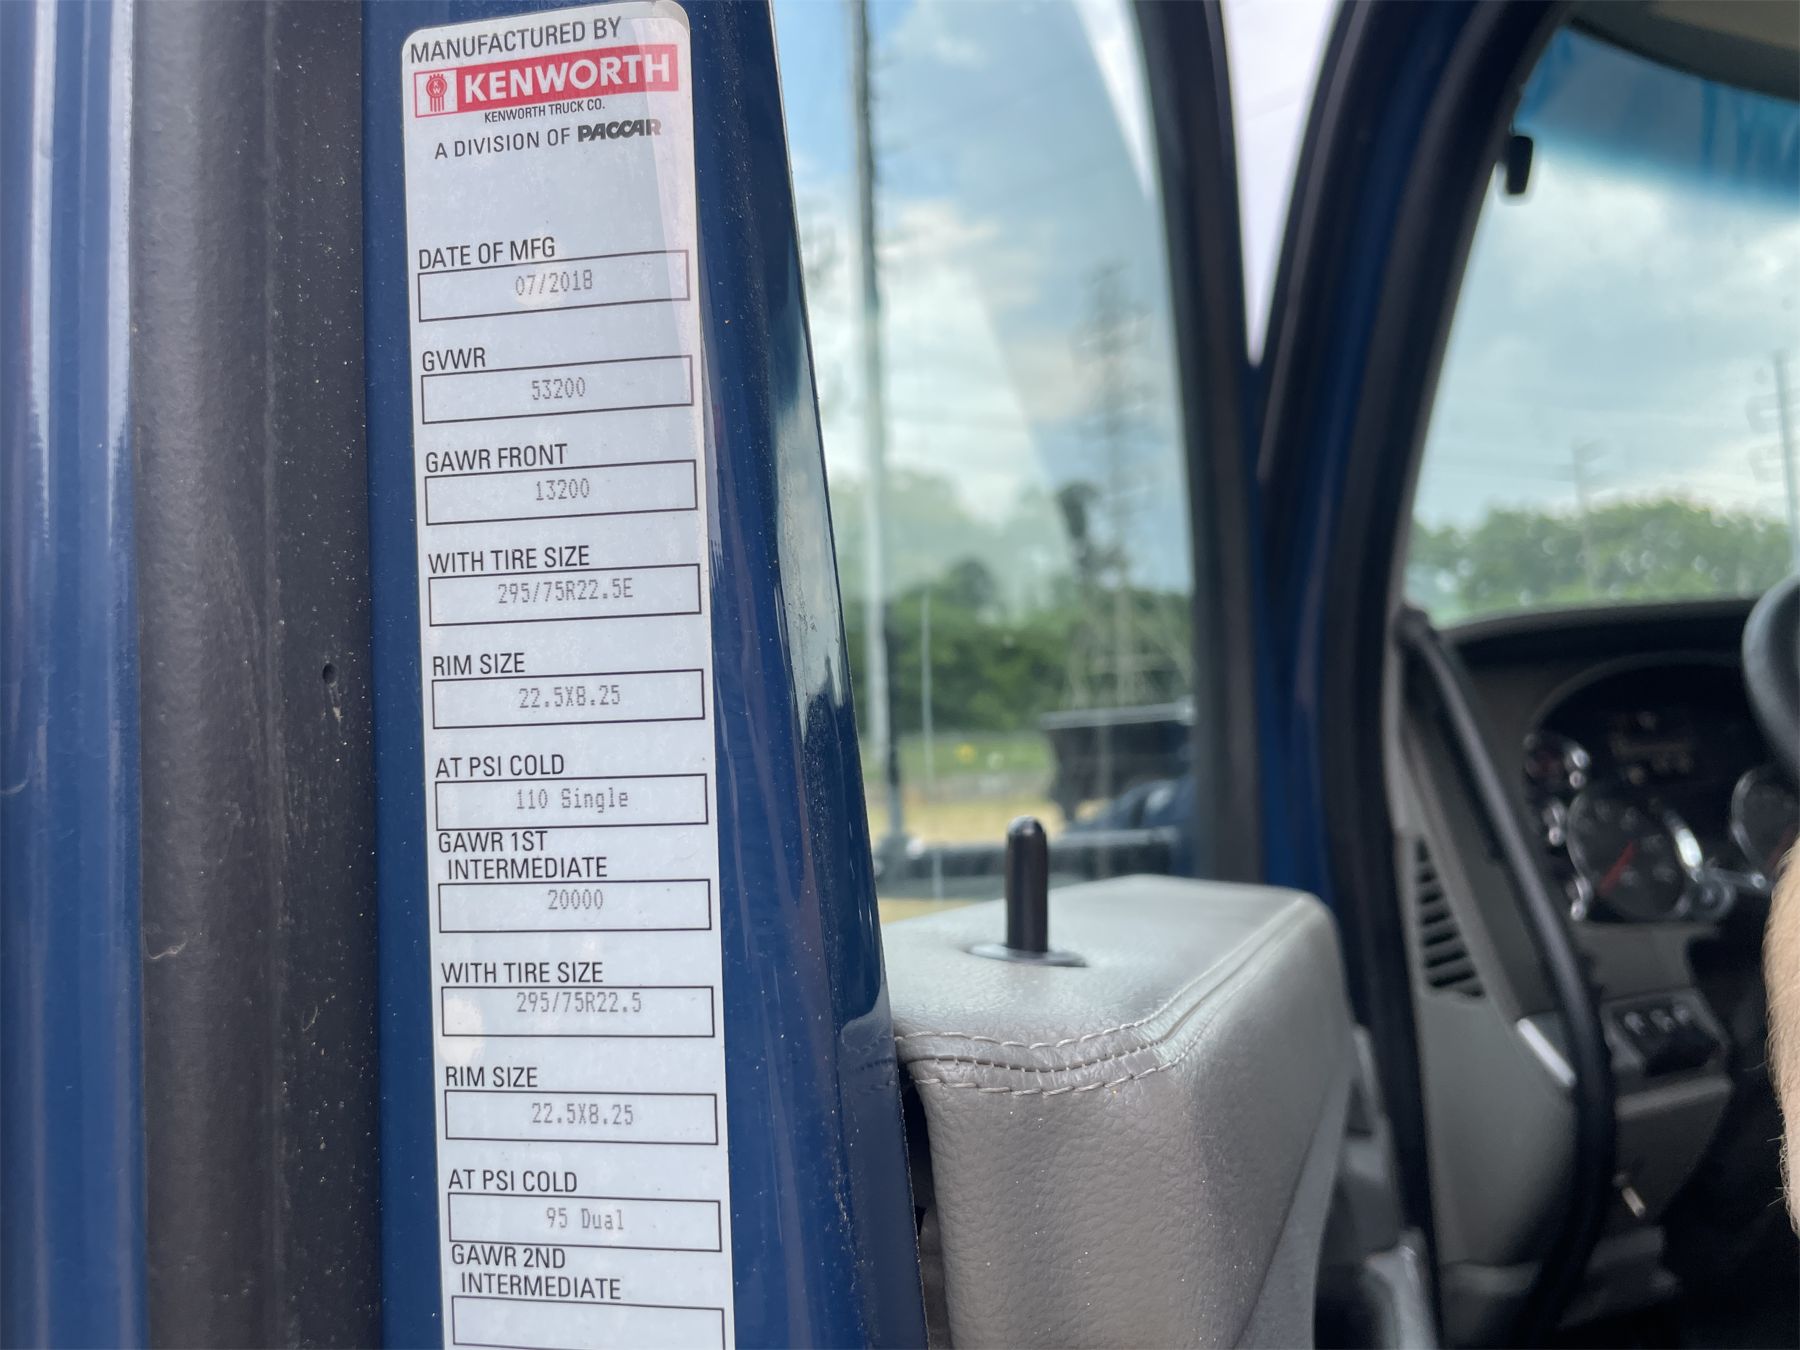 MANUFACTURED BY
KENWORTH
KENWORTH TRUCK CO.
A DIVISION OF PACCAR
DATE OF MFG
07/2018
GVWR
53200
GAWR FRONT
13200
WITH TIRE SIZE
295/75R22.5E
RIM SIZE
22.5X8.25
AT PSI COLD
110 Single
GAWR 1ST
INTERMEDIATE
20000
WITH TIRE SIZE
295/75R22.5
RIM SIZE
22.5X8.25
AT PSI COLD
95 Dual
GAWR 2ND
INTERMEDIATE